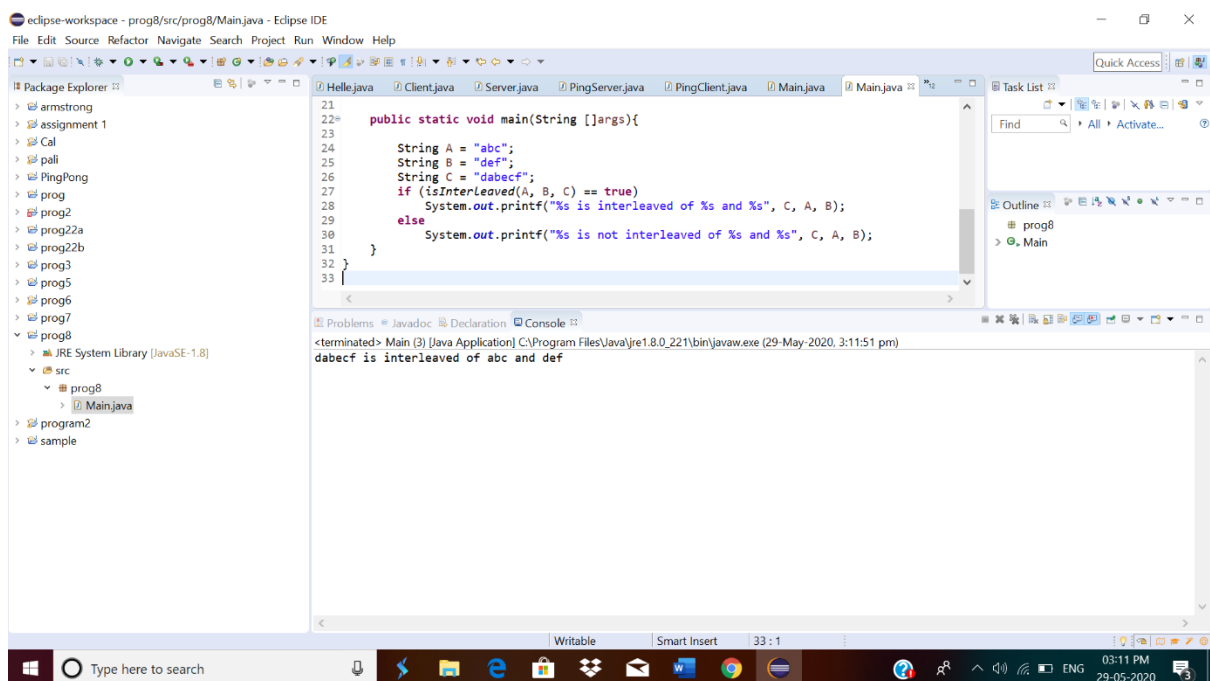 eclipse-workspace - prog8/src/prog8/Main.java - Eclipse IDE
File Edit Source Refactor Navigate Search Project Run Window Help
Quick Access
Package Explorer
armstrong
assignment 1
Cal
pali
PingPong
prog
prog2
prog22a
prog22b
prog3
prog5
prog6
prog7
prog8
JRE System Library [JavaSE-1.8]
src
prog8
Main.java
program2
sample
Helle.java Client.java Server.java PingServer.java PingClient.java Main.java Main.java »12
21
22 public static void main(String []args){
23
24 String A = "abc";
25 String B = "def";
26 String C = "dabecf";
27 if (isInterleaved(A, B, C) == true)
28 System.out.printf("%s is interleaved of %s and %s", C, A, B);
29 else
30 System.out.printf("%s is not interleaved of %s and %s", C, A, B);
31 }
32 }
33
Problems Javadoc Declaration Console
<terminated> Main (3) [Java Application] C:\Program Files\Java\jre1.8.0_221\bin\javaw.exe (29-May-2020, 3:11:51 pm)
dabecf is interleaved of abc and def
Task List
Find All Activate...
Outline
prog8
Main
Writable Smart Insert 33 : 1
Type here to search
ENG
03:11 PM
29-05-2020
3